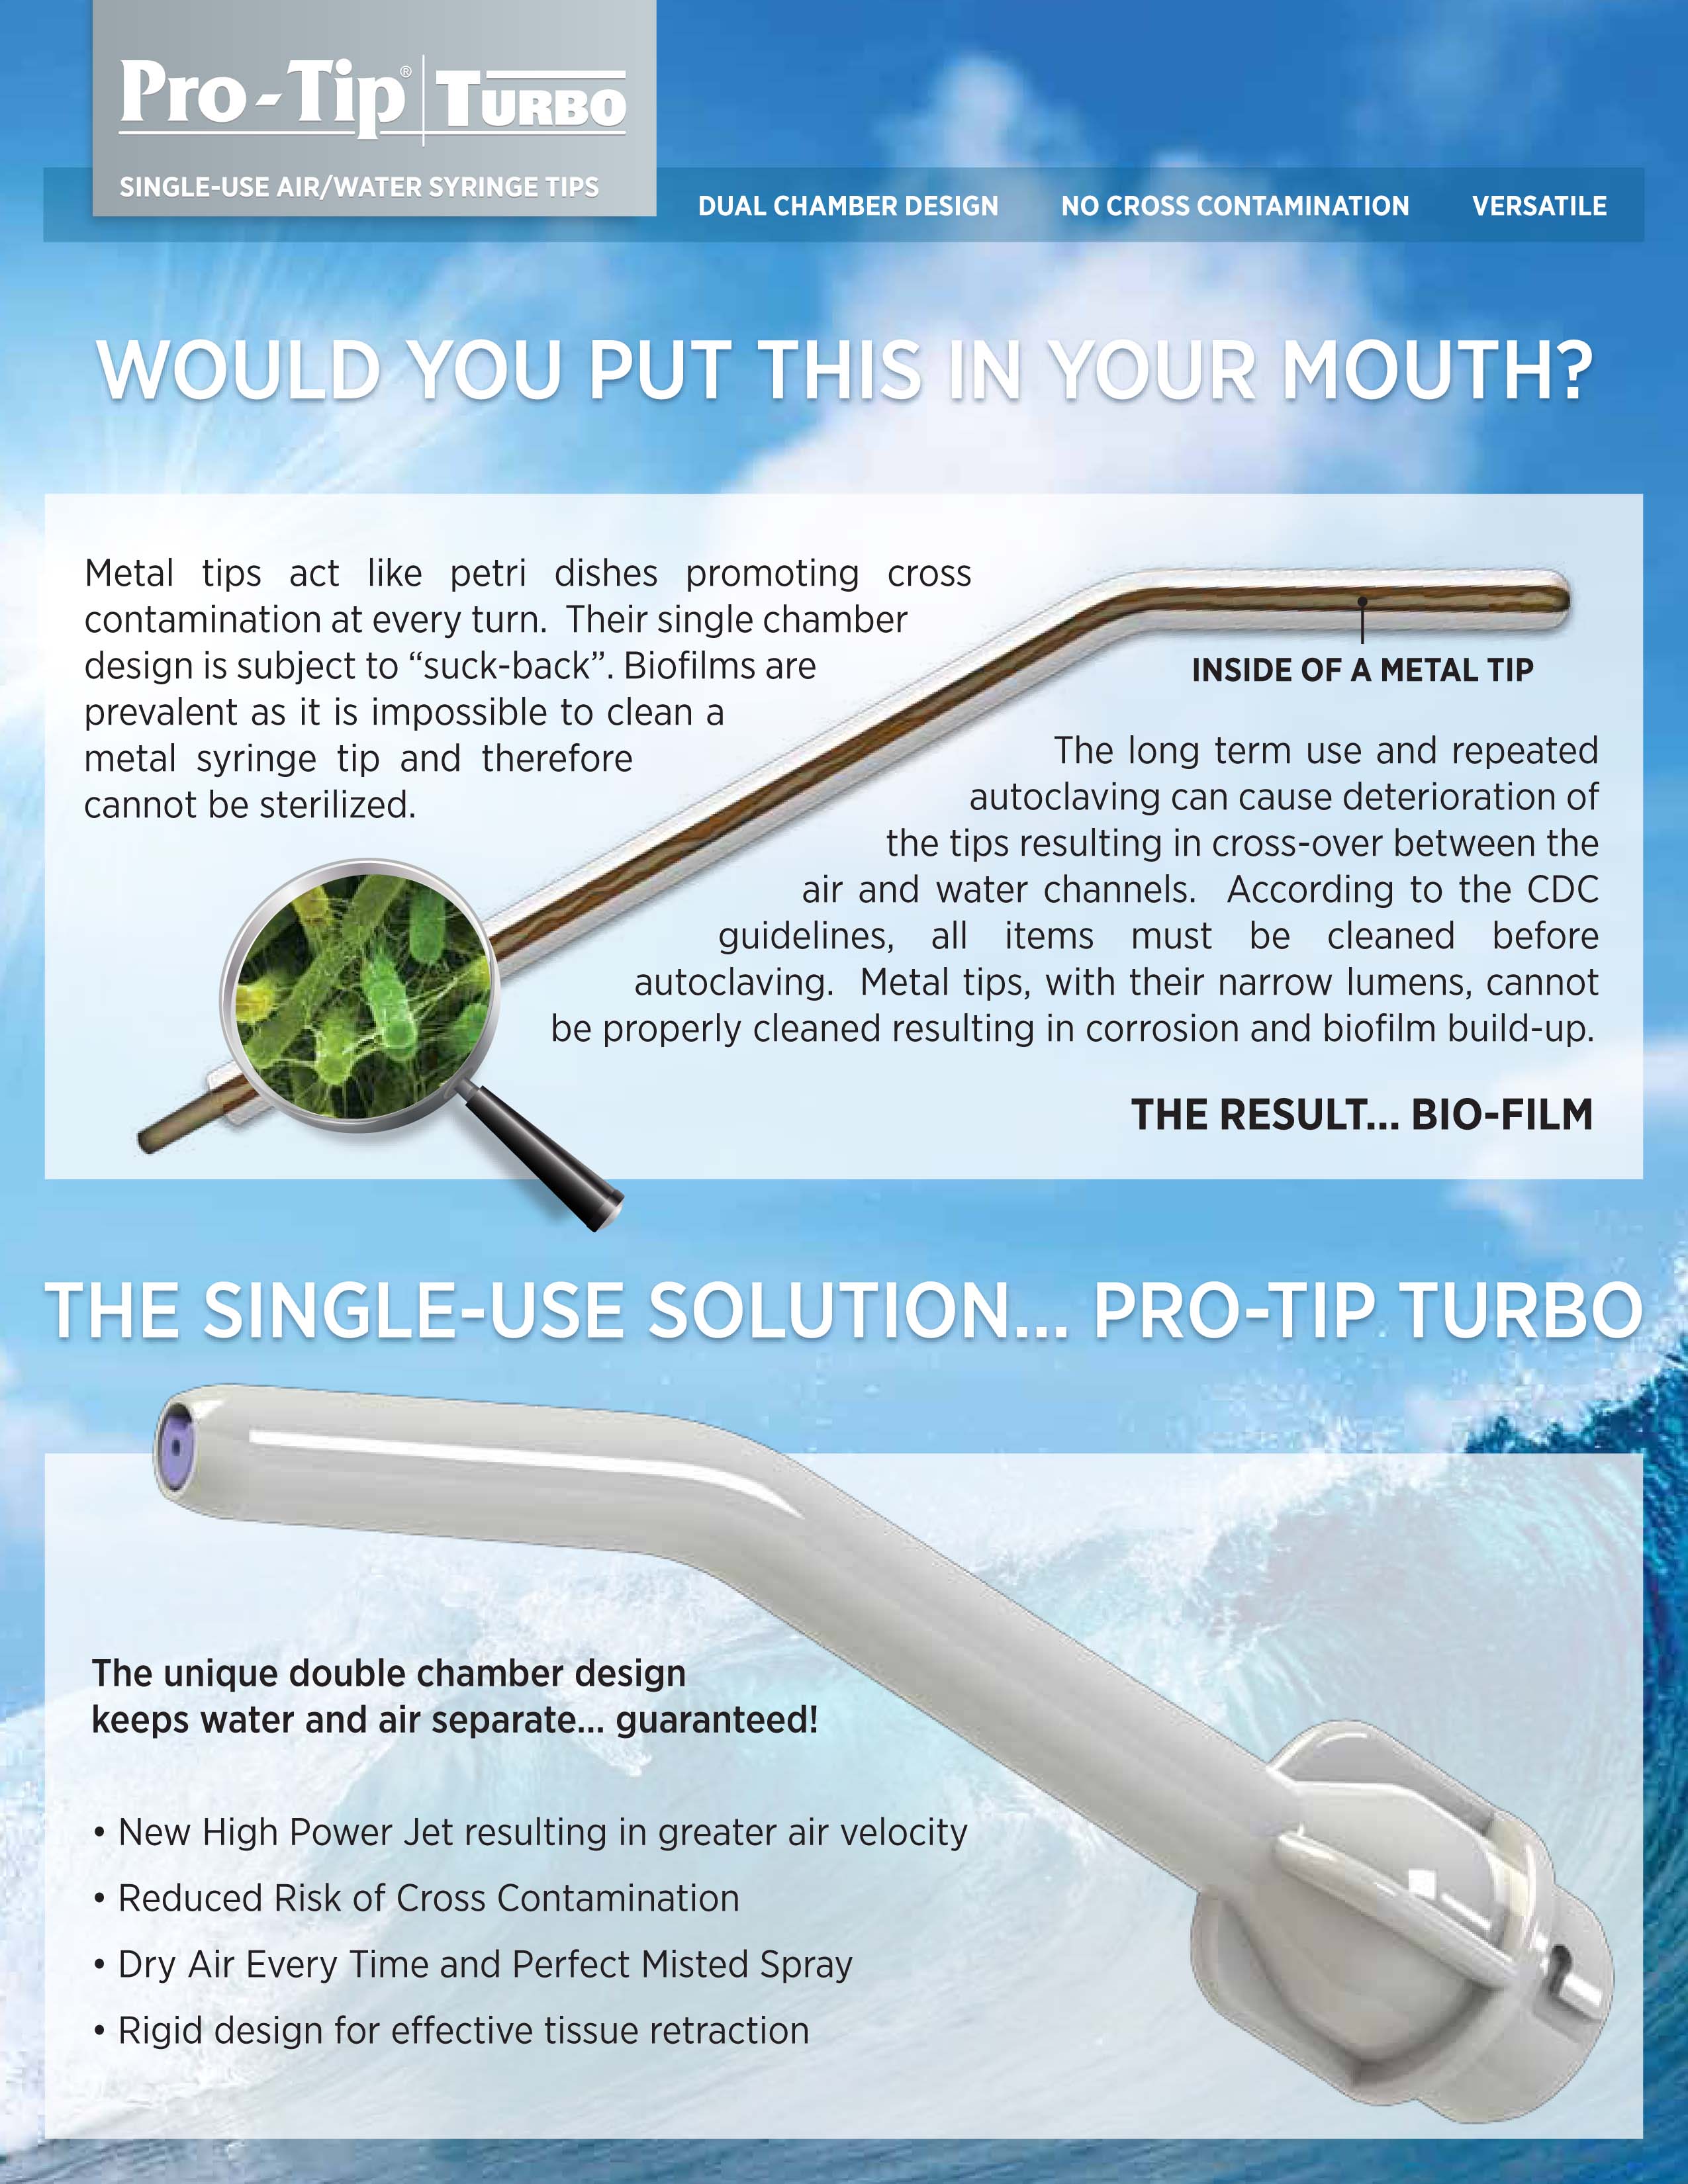 Pro-Tip® TURBO
SINGLE-USE AIR/WATER SYRINGE TIPS
DUAL CHAMBER DESIGN NO CROSS CONTAMINATION VERSATILE
WOULD YOU PUT THIS IN YOUR MOUTH?
Metal tips act like petri dishes promoting cross
contamination at every turn. Their single chamber
design is subject to “suck-back”. Biofilms are
prevalent as it is impossible to clean a
metal syringe tip and therefore
cannot be sterilized.
INSIDE OF A METAL TIP
The long term use and repeated
autoclaving can cause deterioration of
the tips resulting in cross-over between the
air and water channels. According to the CDC
guidelines, all items must be cleaned before
autoclaving. Metal tips, with their narrow lumens, cannot
be properly cleaned resulting in corrosion and biofilm build-up.
THE RESULT... BIO-FILM
THE SINGLE-USE SOLUTION... PRO-TIP TURBO
The unique double chamber design
keeps water and air separate... guaranteed!
• New High Power Jet resulting in greater air velocity
• Reduced Risk of Cross Contamination
• Dry Air Every Time and Perfect Misted Spray
• Rigid design for effective tissue retraction